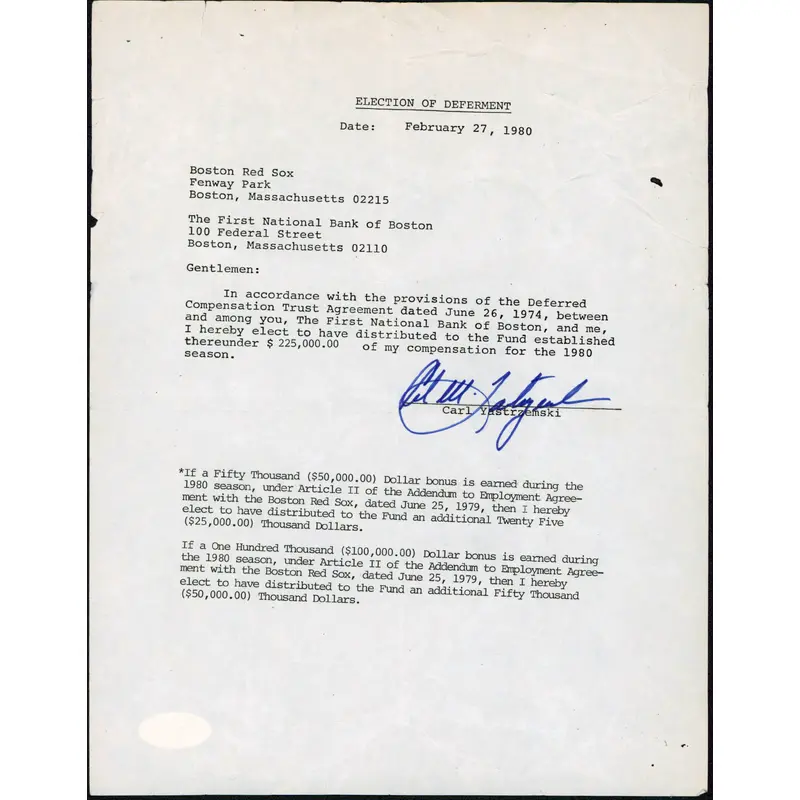 ELECTION OF DEFERMENT
Date: February 27, 1980
Boston Red Sox
Fenway Park
Boston, Massachusetts 02215
The First National Bank of Boston
100 Federal Street
Boston, Massachusetts 02110
Gentlemen:
In accordance with the provisions of the Deferred
Compensation Trust Agreement dated June 26, 1974, between
and among you, The First National Bank of Boston, and me,
I hereby elect to have distributed to the Fund established
thereunder $ 225,000.00 of my compensation for the 1980
season.
Carl M. Yastrzemski
Carl Yastrzemski
*If a Fifty Thousand ($50,000.00) Dollar bonus is earned during the
1980 season, under Article II of the Addendum to Employment Agree-
ment with the Boston Red Sox, dated June 25, 1979, then I hereby
elect to have distributed to the Fund an additional Twenty Five
($25,000.00) Thousand Dollars.
If a One Hundred Thousand ($100,000.00) Dollar bonus is earned during
the 1980 season, under Article II of the Addendum to Employment Agree-
ment with the Boston Red Sox, dated June 25, 1979, then I hereby
elect to have distributed to the Fund an additional Fifty Thousand
($50,000.00) Thousand Dollars.